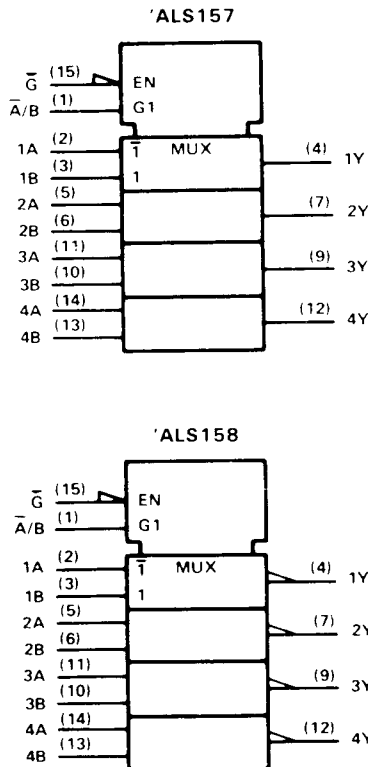 'ALS157
G̅ (15) EN
A̅/B (1) G1
1A (2) 1̅ MUX (4) 1Y
1B (3) 1
2A (5) (7) 2Y
2B (6)
3A (11) (9) 3Y
3B (10)
4A (14) (12) 4Y
4B (13)
'ALS158
G̅ (15) EN
A̅/B (1) G1
1A (2) 1̅ MUX (4) 1Y
1B (3) 1
2A (5) (7) 2Y
2B (6)
3A (11) (9) 3Y
3B (10)
4A (14) (12) 4Y
4B (13)